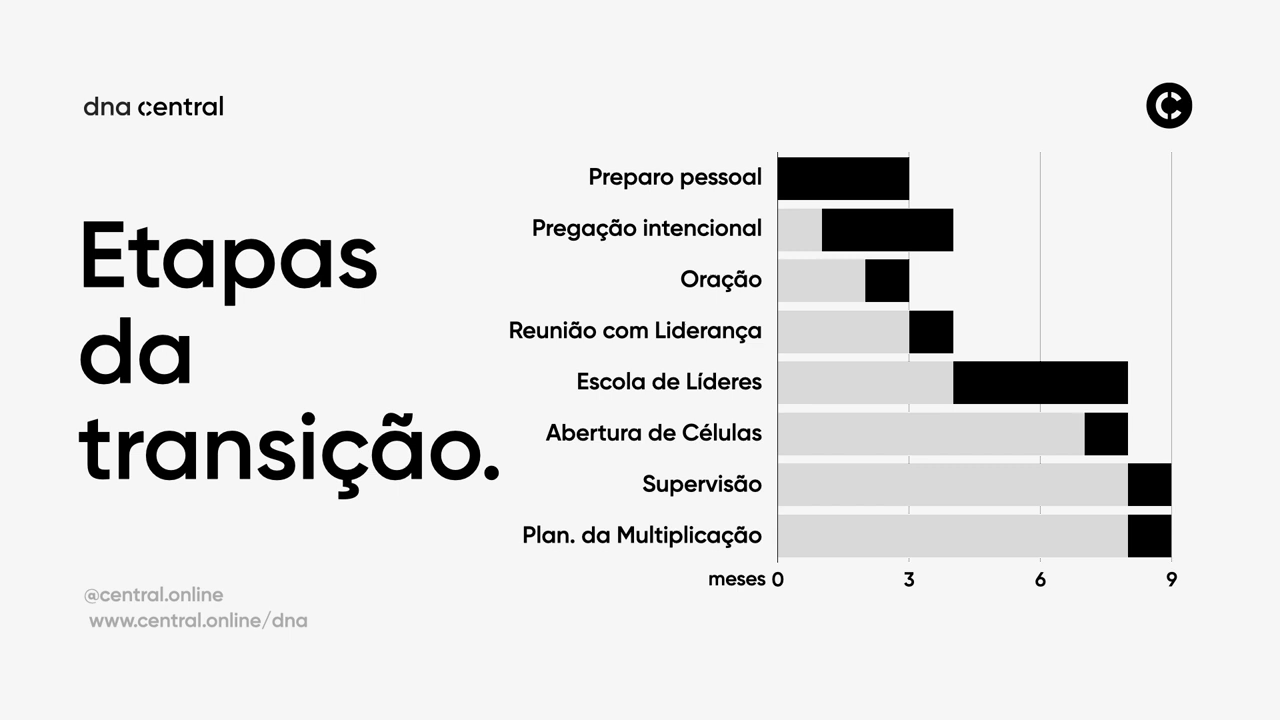 dna central
Etapas
da
transição.
@central.online
www.central.online/dna
Preparo pessoal
Pregação intencional
Oração
Reunião com Liderança
Escola de Líderes
Abertura de Células
Supervisão
Plan. da Multiplicação
meses 0 3 6 9